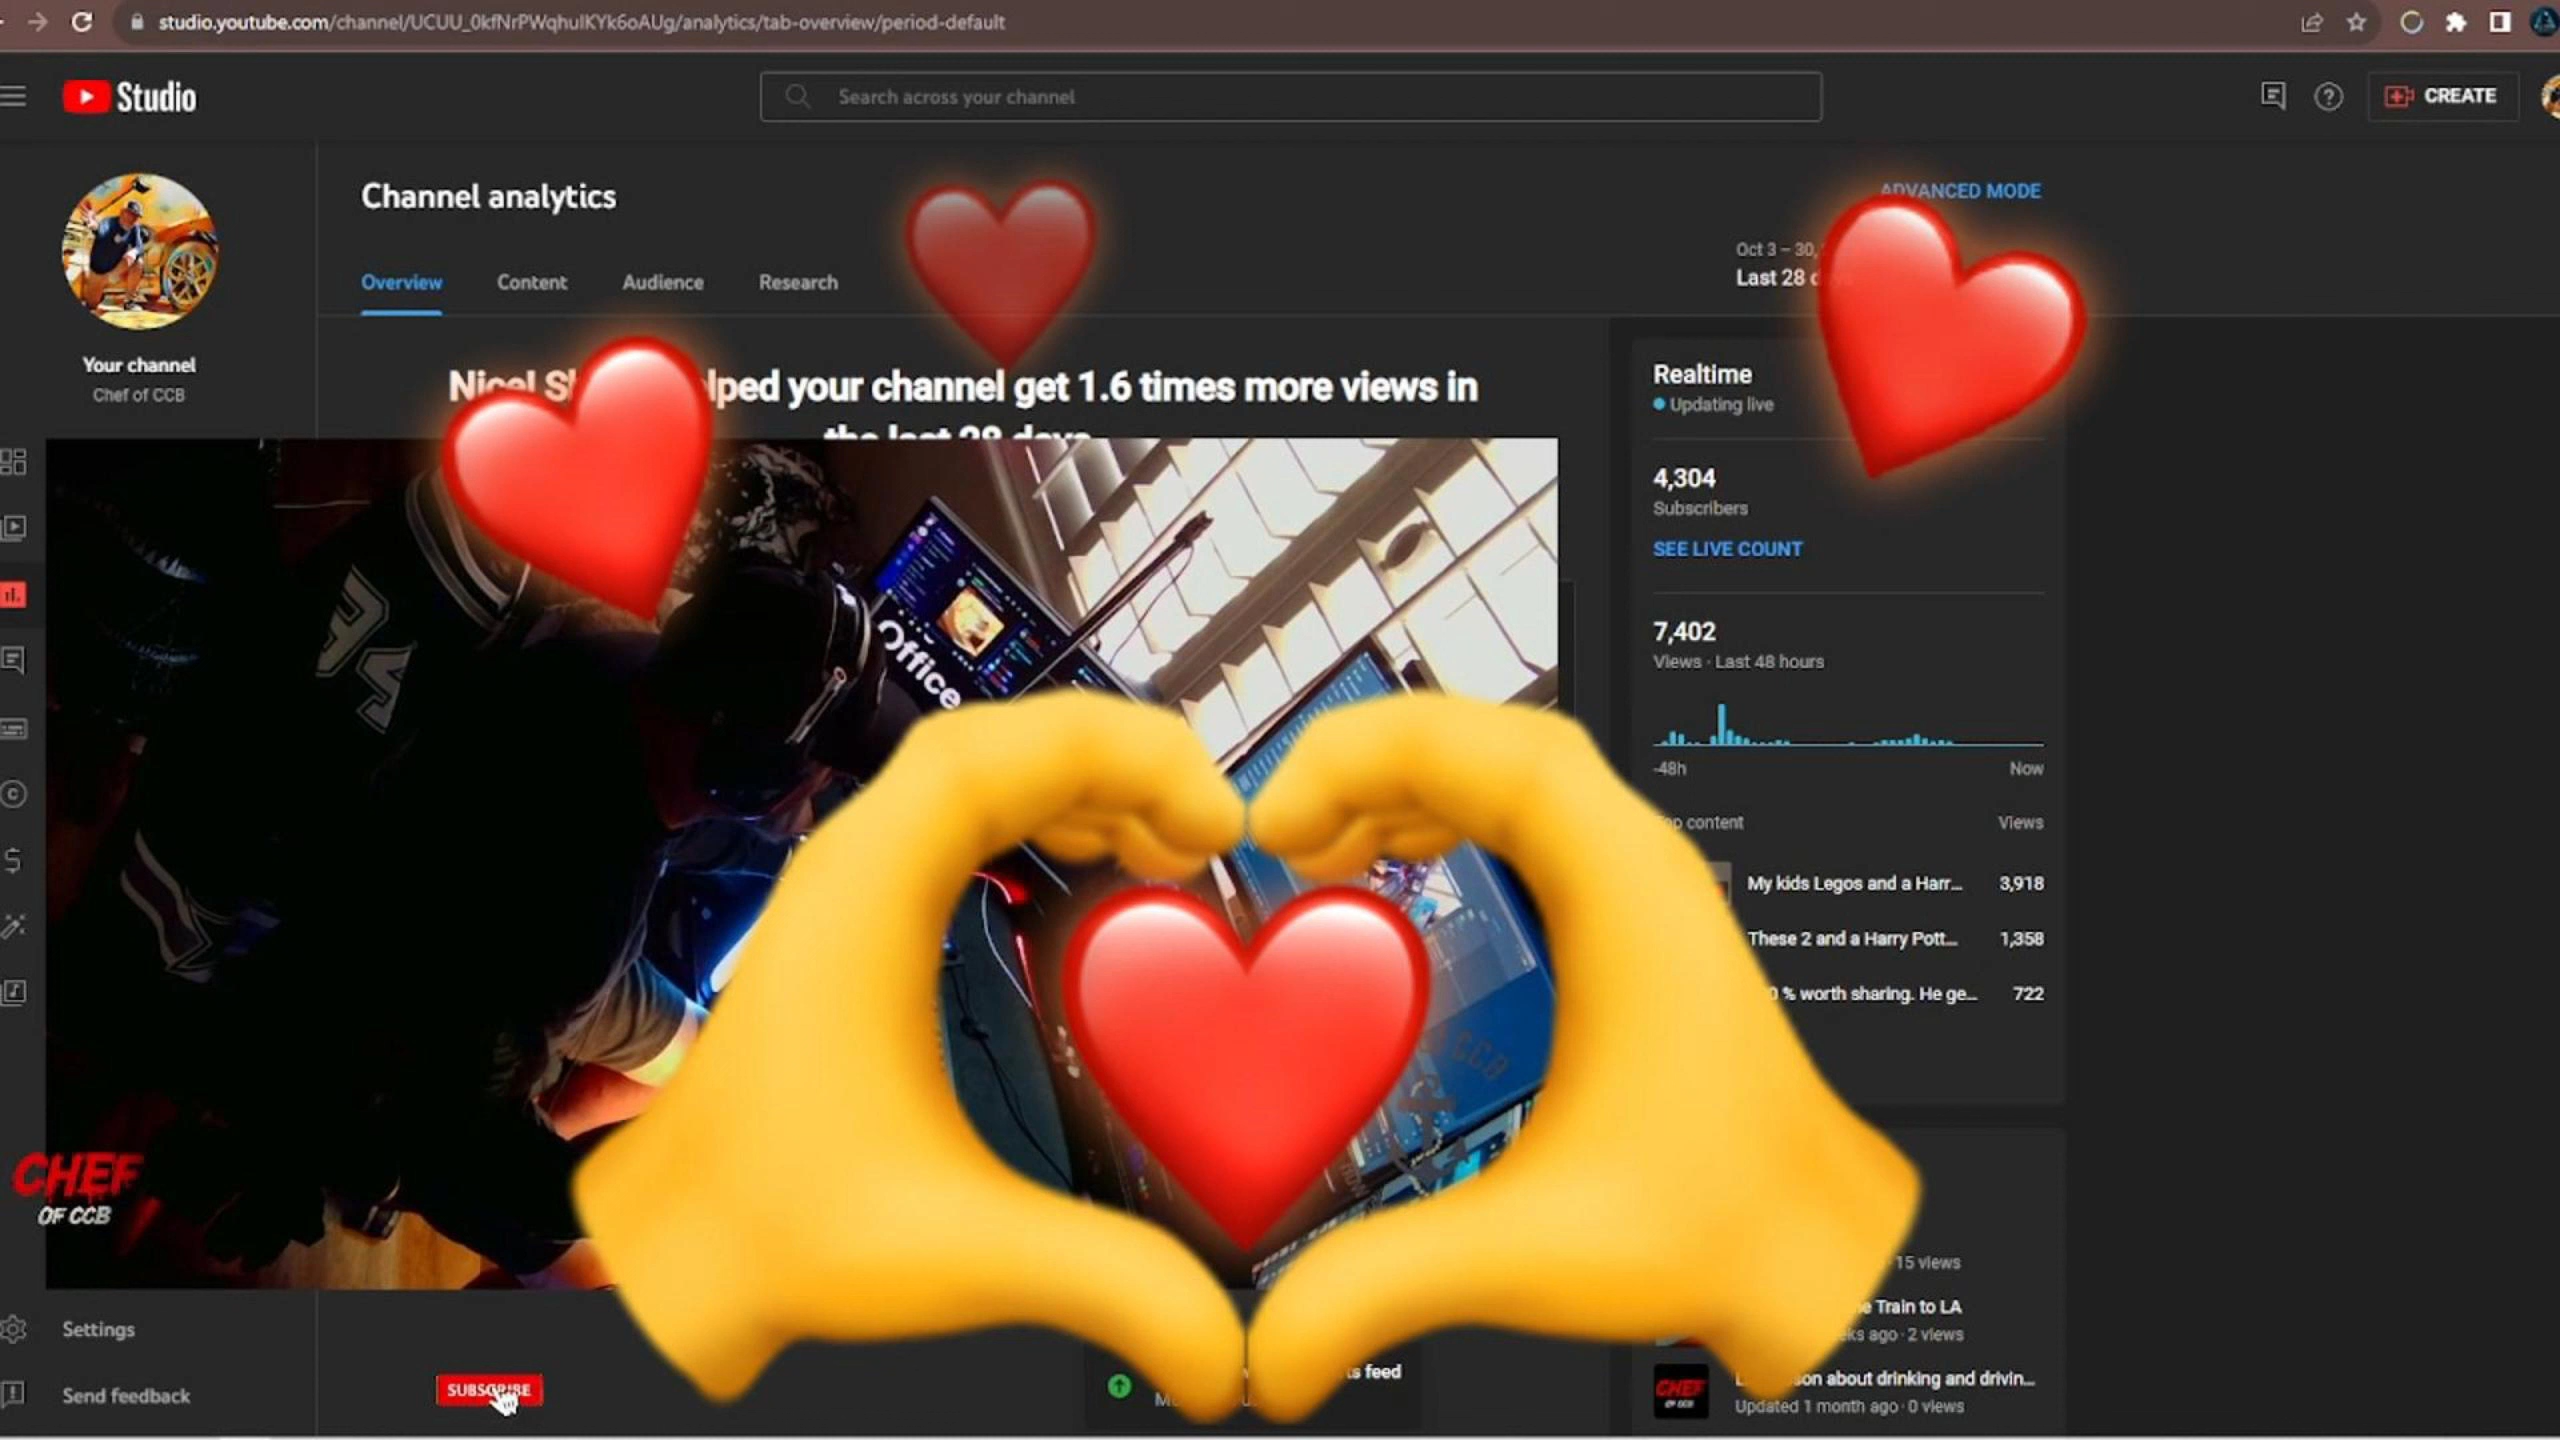 studio.youtube.com/channel/UCUU_0kfNrPWqhuIKYk6oAUg/analytics/tab-overview/period-default
Studio
Search across your channel
CREATE
Channel analytics
ADVANCED MODE
Oct 3 – 30,
Last 28
Overview
Content
Audience
Research
Your channel
Chef of CCB
Nice! your channel get 1.6 times more views in
the last 28 days
Realtime
Updating live
4,304
Subscribers
SEE LIVE COUNT
7,402
Views · Last 48 hours
-48h
Now
content
Views
My kids Legos and a Harr...
3,918
These 2 and a Harry Pott...
1,358
% worth sharing. He ge...
722
Office
CCB
CHEF
OF CCB
15 views
Train to LA
ago · 2 views
about drinking and drivin...
Updated 1 month ago · 0 views
CHEF
OF CCB
feed
Settings
Send feedback
SUBSCRIBE